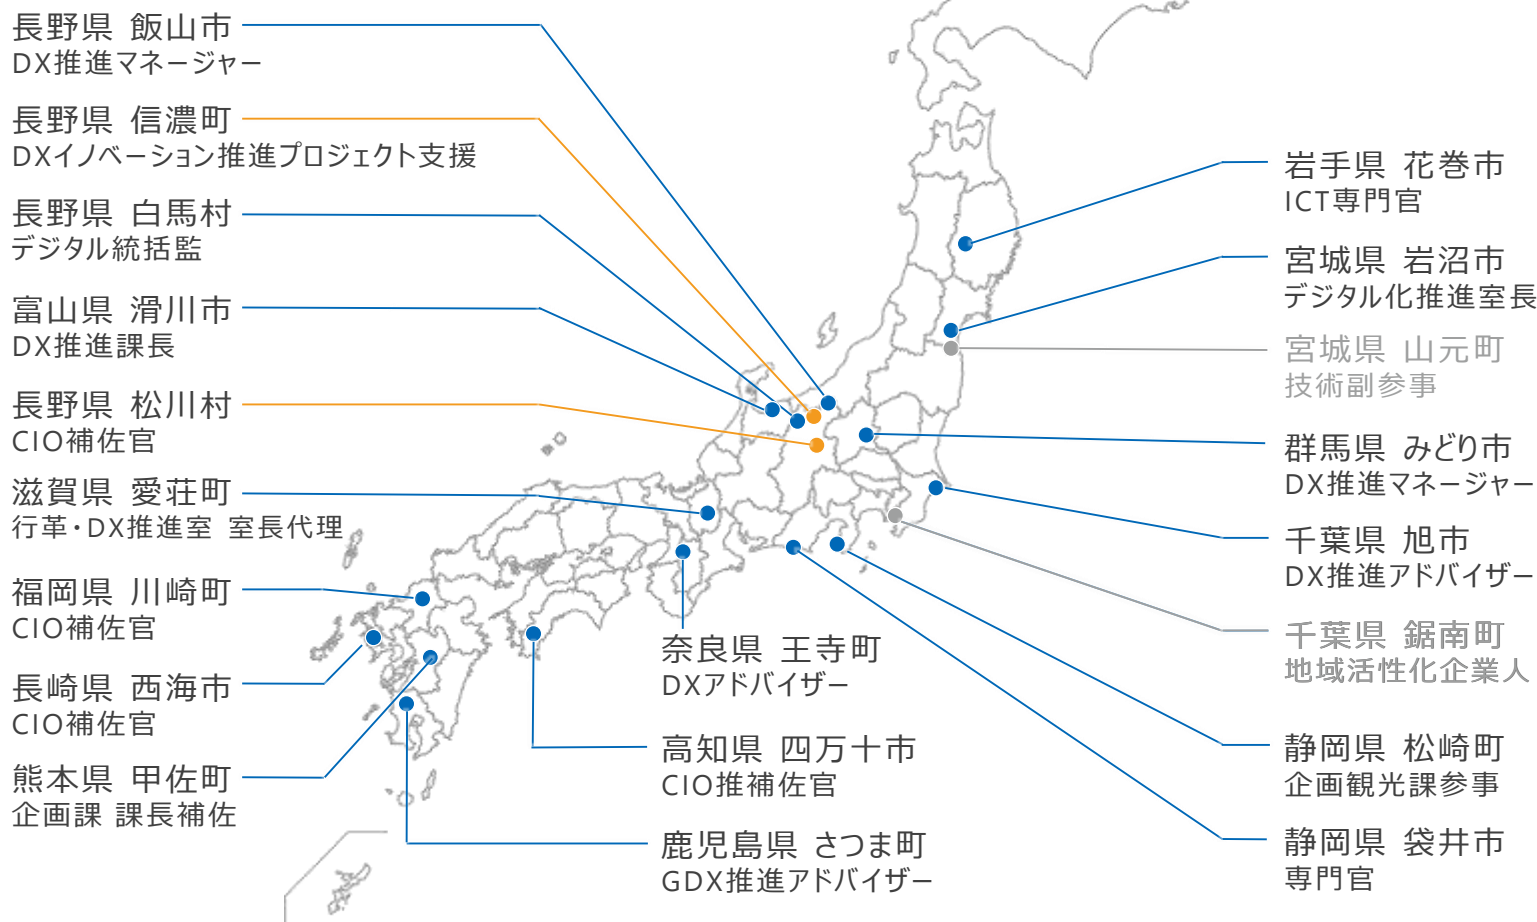 長野県 飯山市
DX推進マネージャー
長野県 信濃町
DXイノベーション推進プロジェクト支援
長野県 白馬村
デジタル統括監
富山県 滑川市
DX推進課長
長野県 松川村
CIO補佐官
滋賀県 愛荘町
行革・DX推進室 室長代理
福岡県 川崎町
CIO補佐官
長崎県 西海市
CIO補佐官
熊本県 甲佐町
企画課 課長補佐
奈良県 王寺町
DXアドバイザー
高知県 四万十市
CIO推補佐官
鹿児島県 さつま町
GDX推進アドバイザー
岩手県 花巻市
ICT専門官
宮城県 岩沼市
デジタル化推進室長
宮城県 山元町
技術副参事
群馬県 みどり市
DX推進マネージャー
千葉県 旭市
DX推進アドバイザー
千葉県 鋸南町
地域活性化企業人
静岡県 松崎町
企画観光課参事
静岡県 袋井市
専門官